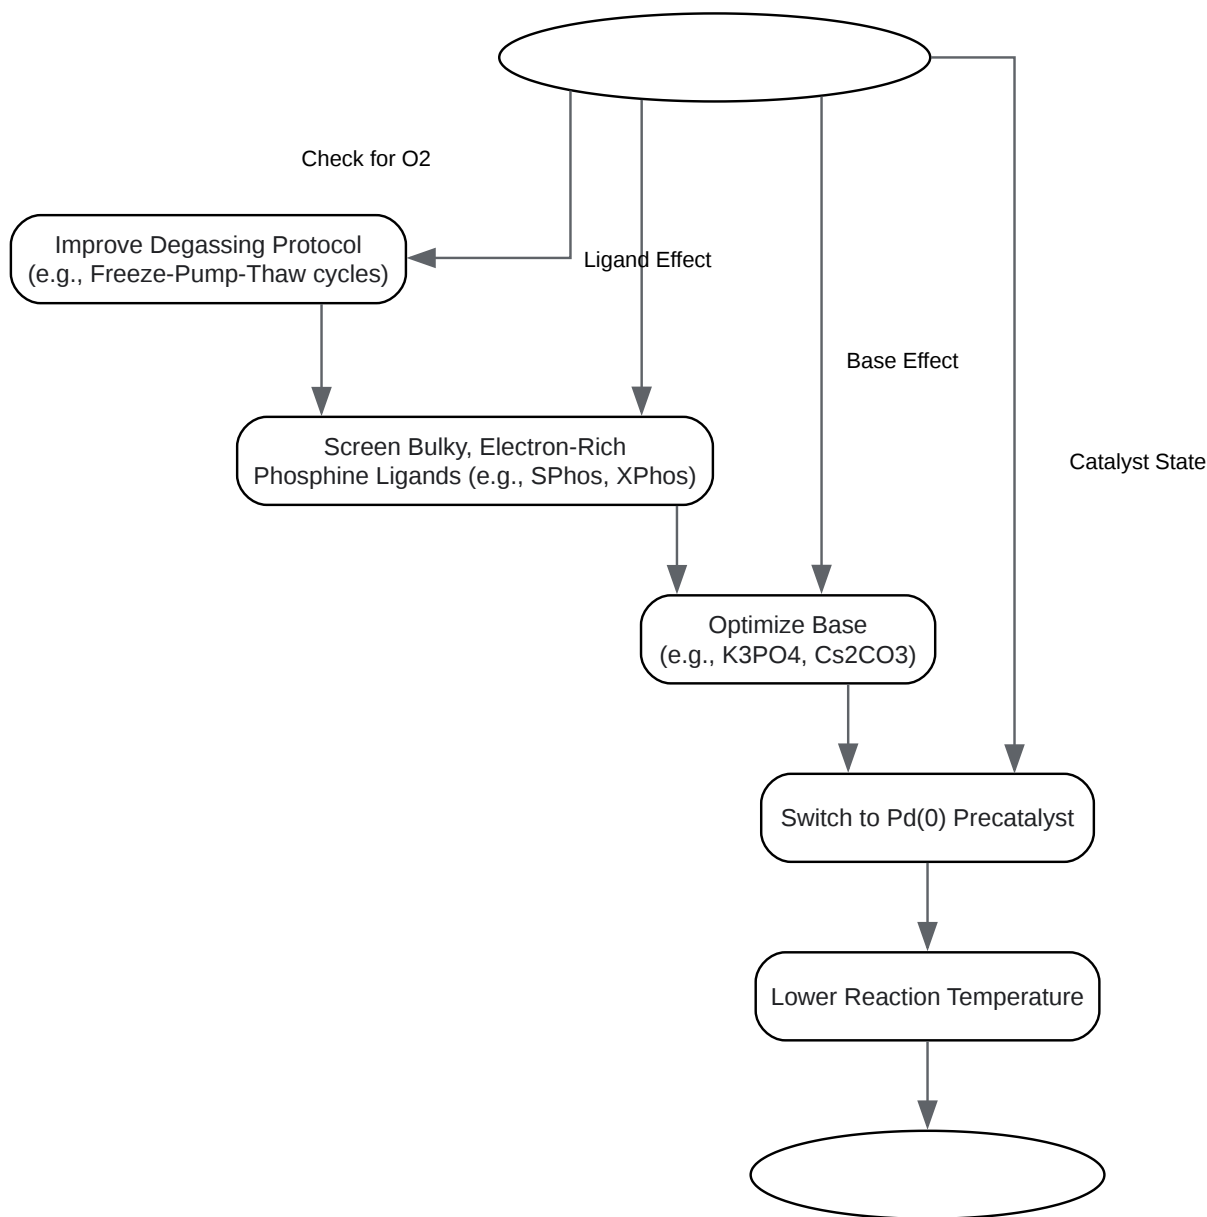 Check for O2
Improve Degassing Protocol
(e.g., Freeze-Pump-Thaw cycles)
Ligand Effect
Base Effect
Screen Bulky, Electron-Rich
Phosphine Ligands (e.g., SPhos, XPhos)
Catalyst State
Optimize Base
(e.g., K3PO4, Cs2CO3)
Switch to Pd(0) Precatalyst
Lower Reaction Temperature